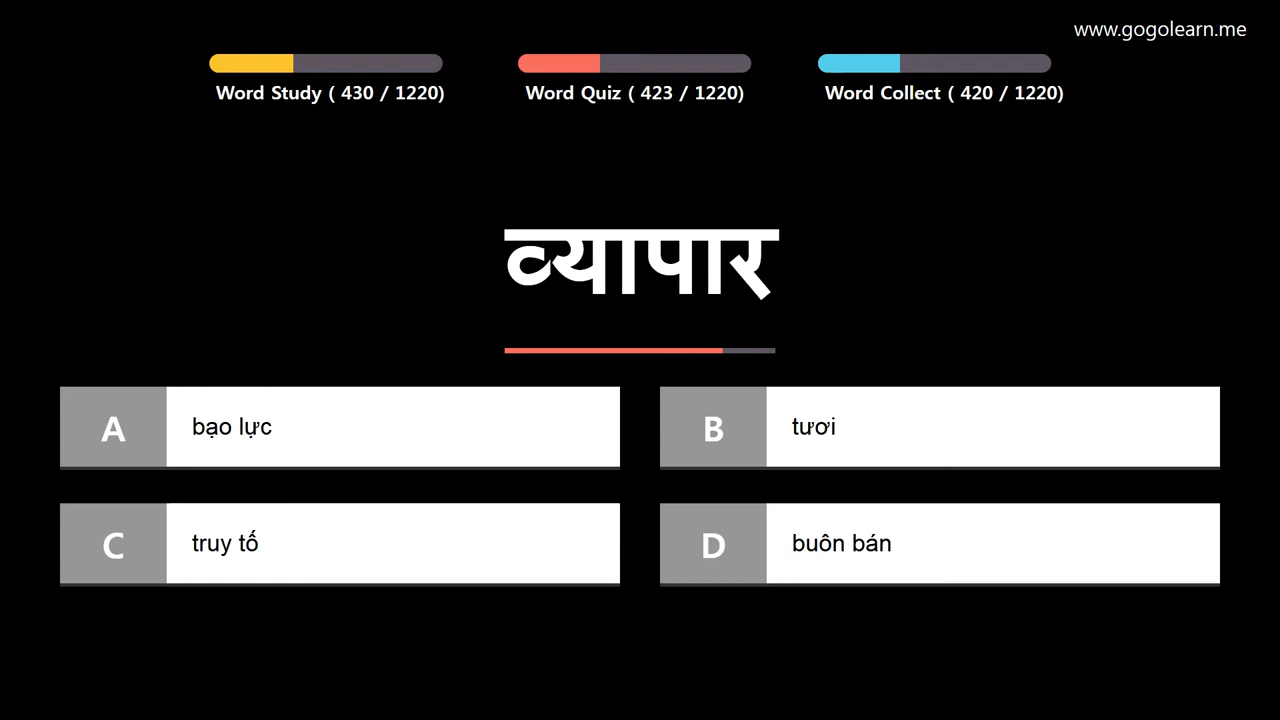 www.gogolearn.me
Word Study ( 430 / 1220)
Word Quiz ( 423 / 1220)
Word Collect ( 420 / 1220)
व्यापार
A
bạo lực
B
tươi
C
truy tố
D
buôn bán